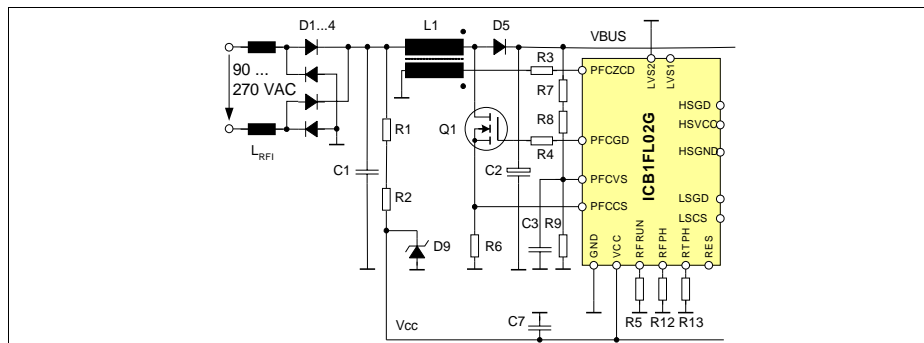 D1...4
L1
D5
VBUS
90 ...
270 VAC
LRFI
R1
R2
C1
D9
Vcc
C7
Q1
R3
R7
R8
R4
C2
C3
R9
R6
PFCZCD
PFCGD
PFCVS
PFCCS
LVS2
LVS1
ICB1FL02G
HSGD
HSVCC
HSGND
LSGD
LSCS
GND
VCC
RFRUN
RFPH
RTPH
RES
R5
R12
R13